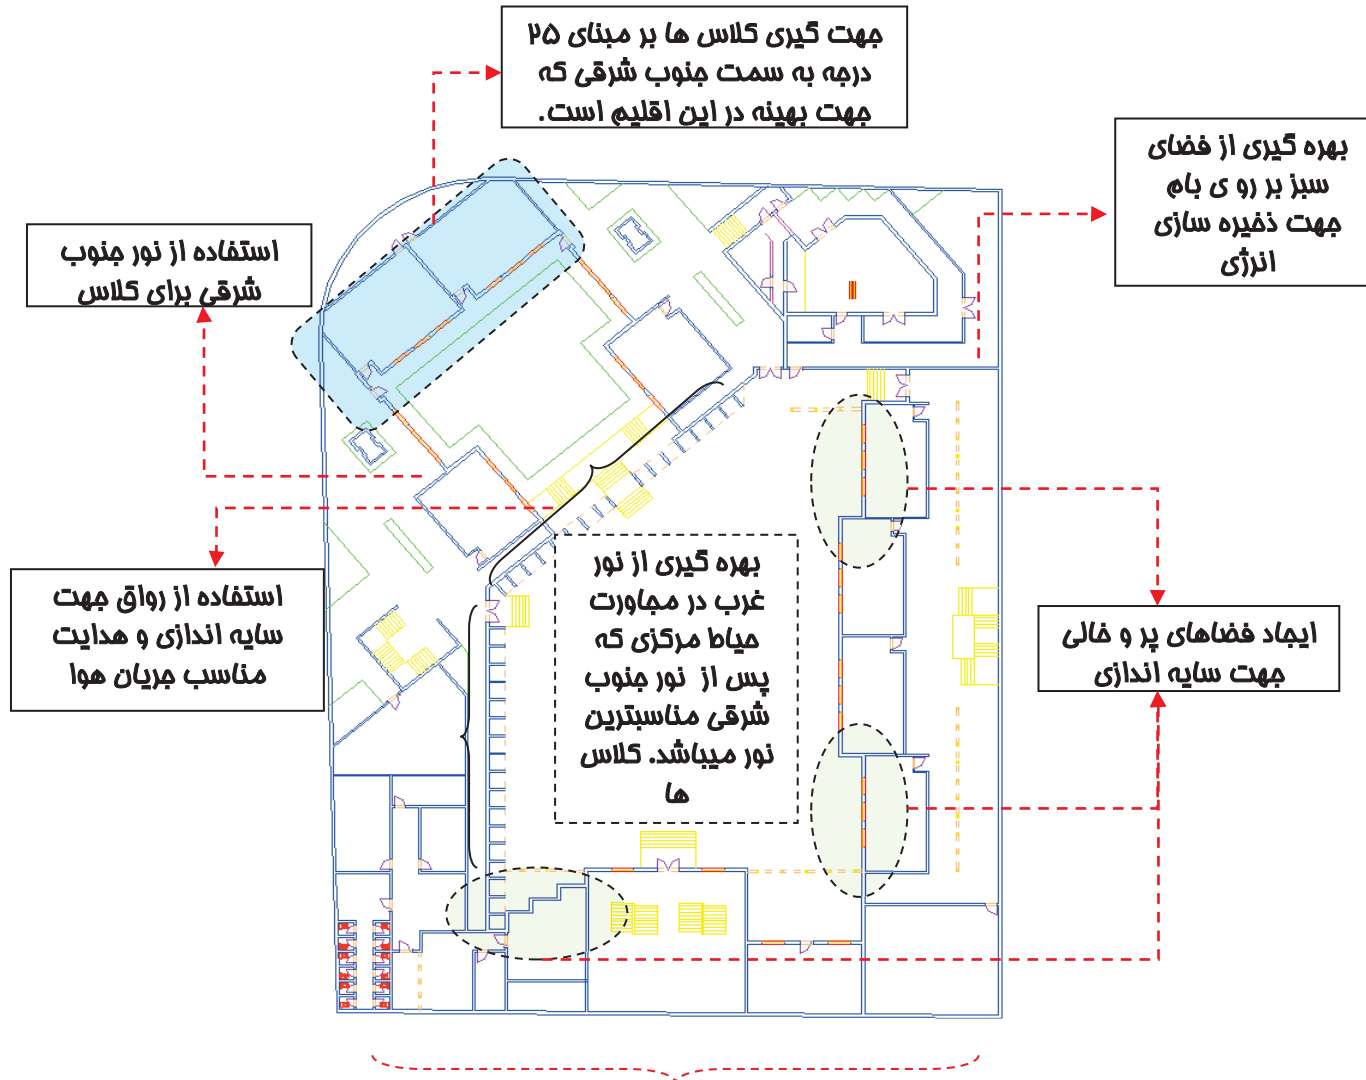 جهت گیری کلاس ها بر مبنای ۲۵
درجه به سمت جنوب شرقی که
جهت بهینه در این اقلیم است.
بهره گیری از فضای
سبز بر رو ی بام
جهت ذخیره سازی
انرژی
استفاده از نور جنوب
شرقی برای کلاس
استفاده از رواق جهت
سایه اندازی و هدایت
مناسب جریان هوا
بهره گیری از نور
غرب در مجاورت
حیاط مرکزی که
پس از نور جنوب
شرقی مناسبترین
نور میباشد. کلاس
ها
ایجاد فضاهای پر و خالی
جهت سایه اندازی